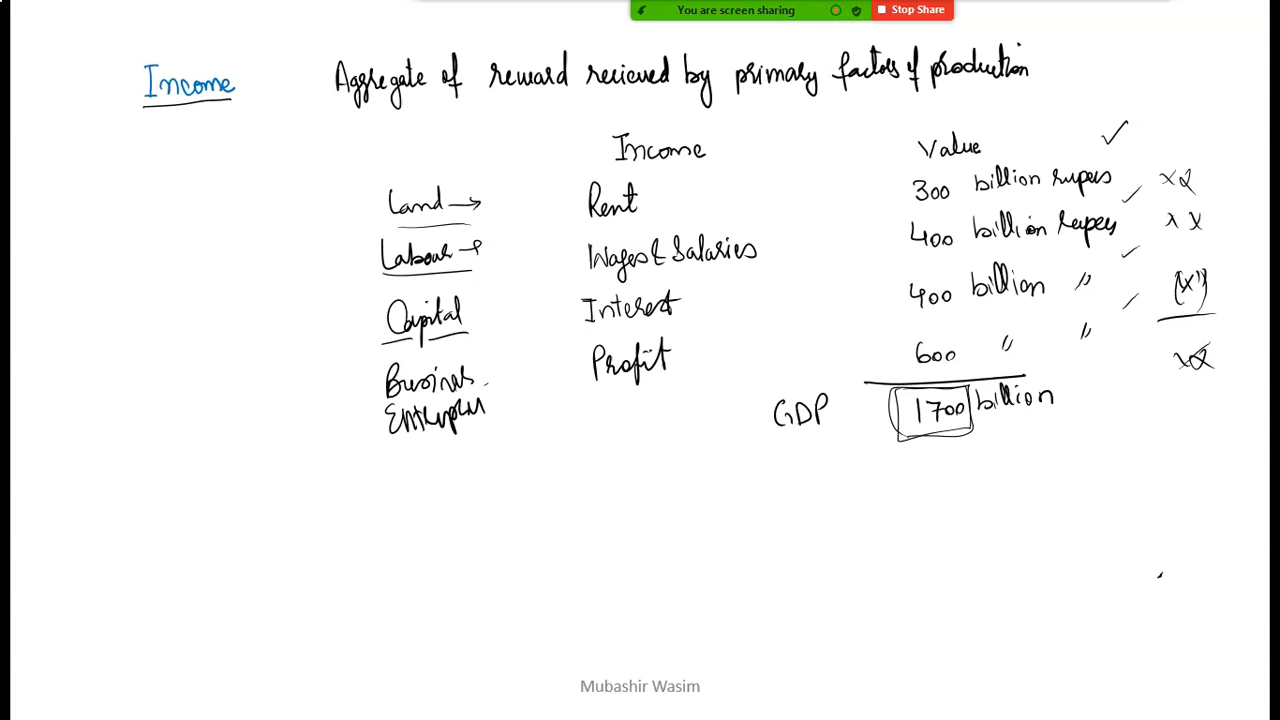 You are screen sharing Stop Share
Income Aggregate of reward recieved by primary factors of production
Income Value ✓
Land → Rent 300 billion rupees
Labour → Wages & Salaries 400 billion rupees ✓ x x
Capital Interest 400 billion " ✓ (x")
Business Profit 600 " "
GDP 1700 billion
Mubashir Wasim